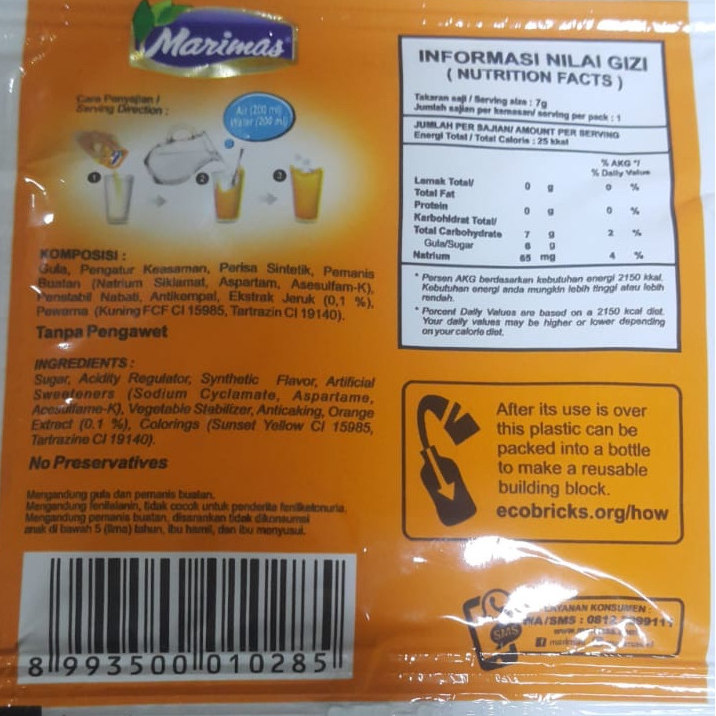 Marimas
Cara Penyajian /
Serving Direction :
Air (200 ml)
Water (200 ml)
1
2
3
KOMPOSISI :
Gula, Pengatur Keasaman, Perisa Sintetik, Pemanis
Buatan (Natrium Siklamat, Aspartam, Asesulfam-K),
Penstabil Nabati, Antikempal, Ekstrak Jeruk (0,1 %),
Pewarna (Kuning FCF CI 15985, Tartrazin CI 19140).
Tanpa Pengawet
INGREDIENTS :
Sugar, Acidity Regulator, Synthetic Flavor, Artificial
Sweeteners (Sodium Cyclamate, Aspartame,
Acesulfame-K), Vegetable Stabilizer, Anticaking, Orange
Extract (0.1 %), Colorings (Sunset Yellow CI 15985,
Tartrazine CI 19140).
No Preservatives
Mengandung gula dan pemanis buatan.
Mengandung fenilalanin, tidak cocok untuk penderita fenilketonuria.
Mengandung pemanis buatan, disarankan tidak dikonsumsi
anak di bawah 5 (lima) tahun, ibu hamil, dan ibu menyusui.
8 993500 010285
INFORMASI NILAI GIZI
( NUTRITION FACTS )
Takaran saji / Serving size : 7g
Jumlah sajian per kemasan/ serving per pack : 1
JUMLAH PER SAJIAN/ AMOUNT PER SERVING
Energi Total / Total Caloris : 25 kkal
% AKG */
% Daily Value
Lemak Total/
Total Fat 0 g 0 %
Protein 0 g 0 %
Karbohidrat Total/
Total Carbohydrate 7 g 2 %
Gula/Sugar 6 g
Natrium 65 mg 4 %
* Persen AKG berdasarkan kebutuhan energi 2150 kkal.
Kebutuhan energi anda mungkin lebih tinggi atau lebih
rendah.
* Percent Daily Values are based on a 2150 kcal diet.
Your daily values may be higher or lower depending
on your calorie diet.
After its use is over
this plastic can be
packed into a bottle
to make a reusable
building block.
ecobricks.org/how
SMS
KONSUMEN :
WA/SMS : 0812